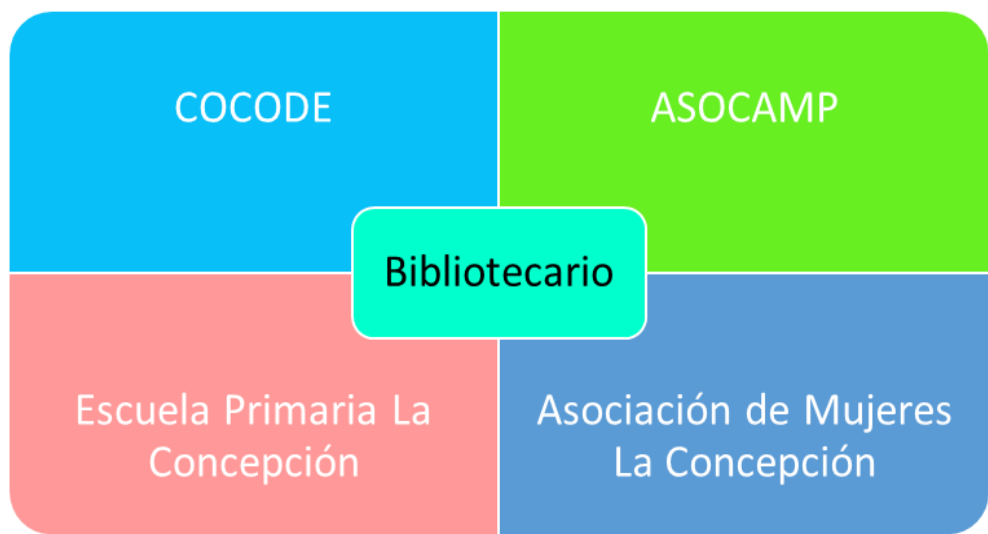 COCODE
ASOCAMP
Bibliotecario
Escuela Primaria La
Concepción
Asociación de Mujeres
La Concepción